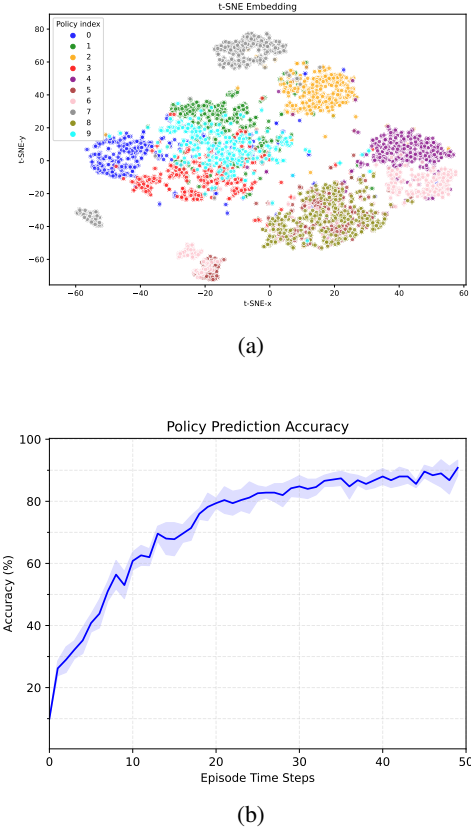 t-SNE Embedding
Policy index
0
1
2
3
4
5
6
7
8
9
80
60
40
20
0
−20
−40
−60
t-SNE-y
−60 −40 −20 0 20 40 60
t-SNE-x
(a)
Policy Prediction Accuracy
100
80
60
40
20
Accuracy (%)
0 10 20 30 40 50
Episode Time Steps
(b)